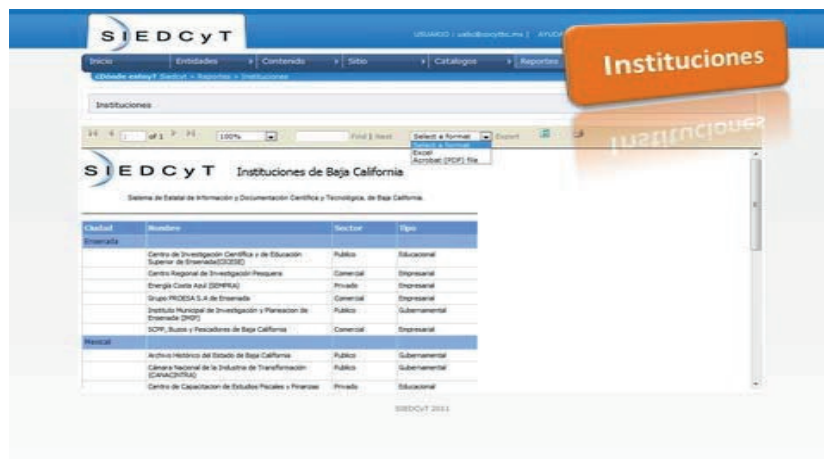 SIEDCyT
Instituciones
Inicio Entidades Contenido Sitio Catalogos Reportes
¿Dónde estoy? Siedcyt > Reportes > Instituciones
Instituciones
of 1 100% Find | Next Select a format Export
Select a format
Excel
Acrobat (PDF) file
SIEDCyT Instituciones de Baja California
Sistema de Estatal de Información y Documentación Científica y Tecnológica, de Baja California.
Ciudad Nombre Sector Tipo
Ensenada
Centro de Investigación Científica y de Educación Publico Educacional
Superior de Ensenada(CICESE)
Centro Regional de Investigación Pesquera Comercial Empresarial
Energía Costa Azul (SEMPRA) Privado Empresarial
Grupo PROESA S.A de Ensenada Comercial Empresarial
Instituto Municipal de Investigación y Planeacion de Publico Gubernamental
Ensenada (IMIP)
SCPP, Buzos y Pescadores de Baja California Comercial Empresarial
Mexicali
Archivo Histórico del Estado de Baja California Publico Gubernamental
Cámara Nacional de la Industria de Transformación Publico Gubernamental
(CANACINTRA)
Centro de Capacitacion de Estudios Fiscales y Finanzas Privado Educacional
SIEDCyT 2011